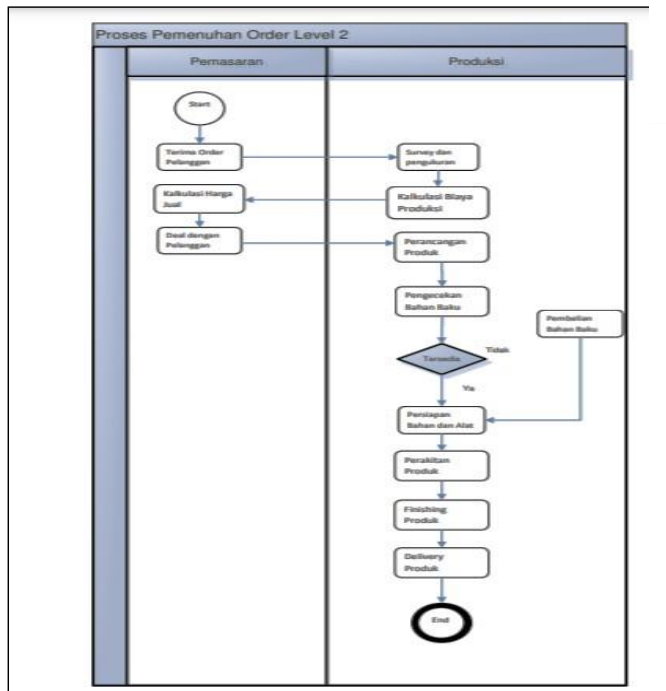 Proses Pemenuhan Order Level 2
Pemasaran
Produksi
Start
Terima Order
Pelanggan
Survey dan
pengukuran
Kalkulasi Harga
Jual
Kalkulasi Biaya
Produksi
Deal dengan
Pelanggan
Perancangan
Produk
Pengecekan
Bahan Baku
Pembelian
Bahan Baku
Tersedia
Tidak
Ya
Persiapan
Bahan dan Alat
Perakitan
Produk
Finishing
Produk
Delivery
Produk
End